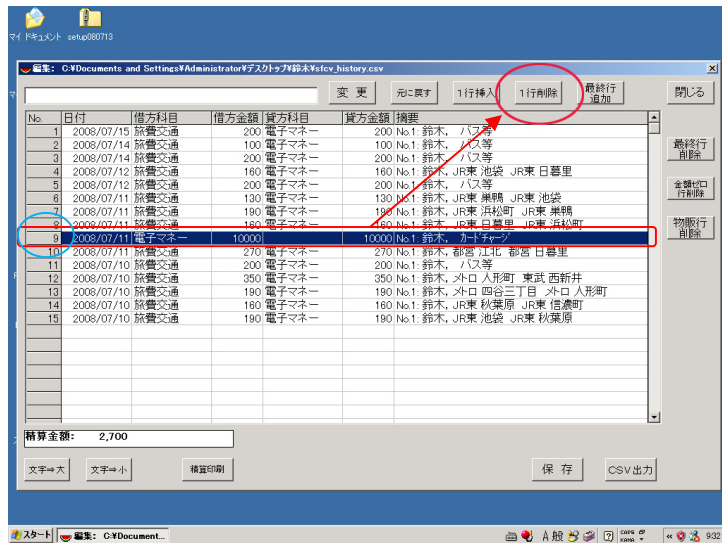 マイ ドキュメント setup080713
編集: C:¥Documents and Settings¥Administrator¥デスクトップ¥鈴木¥sfcv_history.csv
変 更 元に戻す 1行挿入 1行削除 最終行追加 閉じる
No. 日付 借方科目 借方金額 貸方科目 貸方金額 摘要
1 2008/07/15 旅費交通 200 電子マネー 200 No.1: 鈴木, バス等
2 2008/07/14 旅費交通 100 電子マネー 100 No.1: 鈴木, バス等
3 2008/07/14 旅費交通 200 電子マネー 200 No.1: 鈴木, バス等
4 2008/07/12 旅費交通 160 電子マネー 160 No.1: 鈴木, JR東 池袋 JR東 日暮里
5 2008/07/12 旅費交通 200 電子マネー 200 No.1: 鈴木, バス等
6 2008/07/11 旅費交通 130 電子マネー 130 No.1: 鈴木, JR東 巣鴨 JR東 池袋
7 2008/07/11 旅費交通 190 電子マネー 190 No.1: 鈴木, JR東 浜松町 JR東 巣鴨
8 2008/07/11 旅費交通 160 電子マネー 160 No.1: 鈴木, JR東 日暮里 JR東 浜松町
9 2008/07/11 電子マネー 10000 10000 No.1: 鈴木, カードチャージ
10 2008/07/11 旅費交通 270 電子マネー 270 No.1: 鈴木, 都営 江北 都営 日暮里
11 2008/07/10 旅費交通 200 電子マネー 200 No.1: 鈴木, バス等
12 2008/07/10 旅費交通 350 電子マネー 350 No.1: 鈴木, メトロ 人形町 東武 西新井
13 2008/07/10 旅費交通 190 電子マネー 190 No.1: 鈴木, メトロ 四谷三丁目 メトロ 人形町
14 2008/07/10 旅費交通 160 電子マネー 160 No.1: 鈴木, JR東 秋葉原 JR東 信濃町
15 2008/07/10 旅費交通 190 電子マネー 190 No.1: 鈴木, JR東 池袋 JR東 秋葉原
最終行削除
金額ゼロ行削除
物販行削除
精算金額: 2,700
文字⇒大 文字⇒小 精算印刷 保 存 CSV出力
スタート 編集: C:¥Document... A 般 CAPS KANA « 9:32